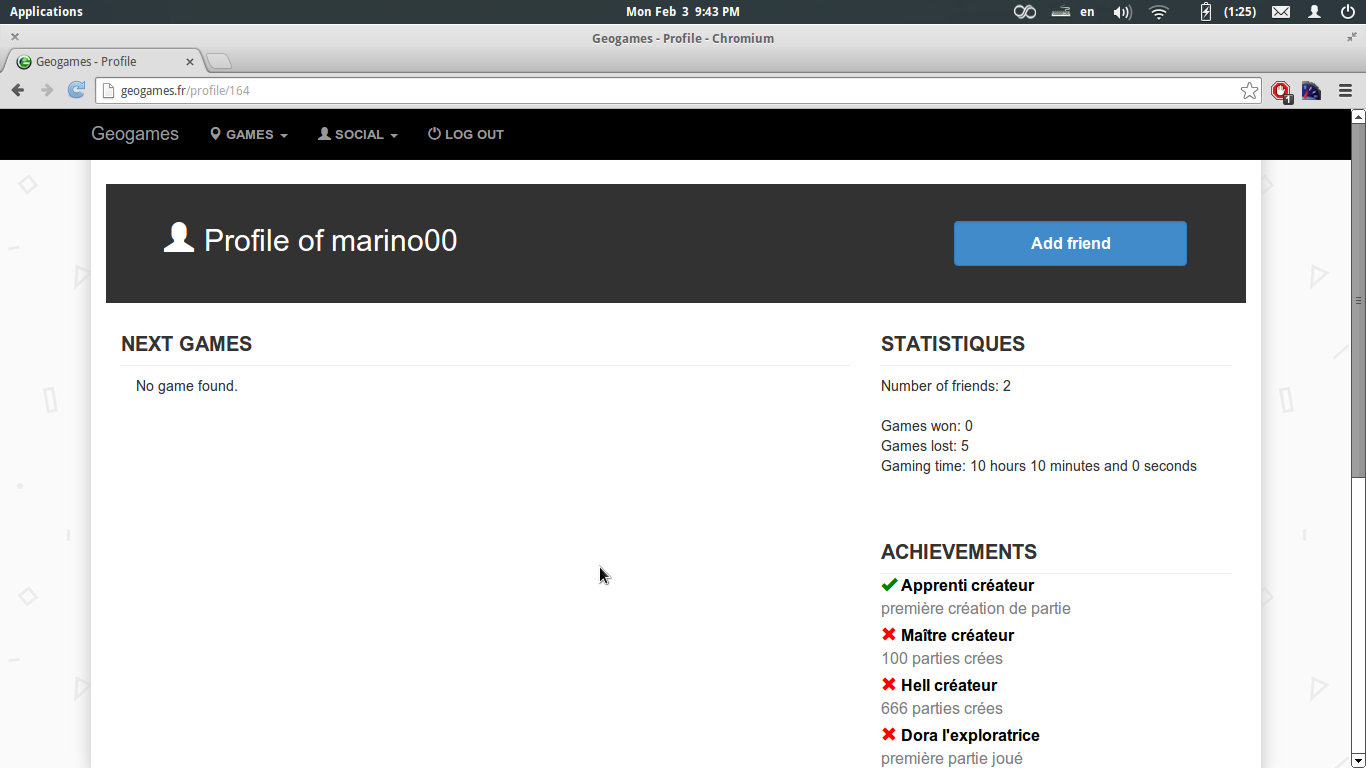 Applications
Mon Feb 3 9:43 PM
en
(1:25)
Geogames - Profile - Chromium
Geogames - Profile
geogames.fr/profile/164
1
Geogames
GAMES
SOCIAL
LOG OUT
Profile of marino00
Add friend
NEXT GAMES
No game found.
STATISTIQUES
Number of friends: 2
Games won: 0
Games lost: 5
Gaming time: 10 hours 10 minutes and 0 seconds
ACHIEVEMENTS
Apprenti créateur
première création de partie
Maître créateur
100 parties crées
Hell créateur
666 parties crées
Dora l'exploratrice
première partie joué